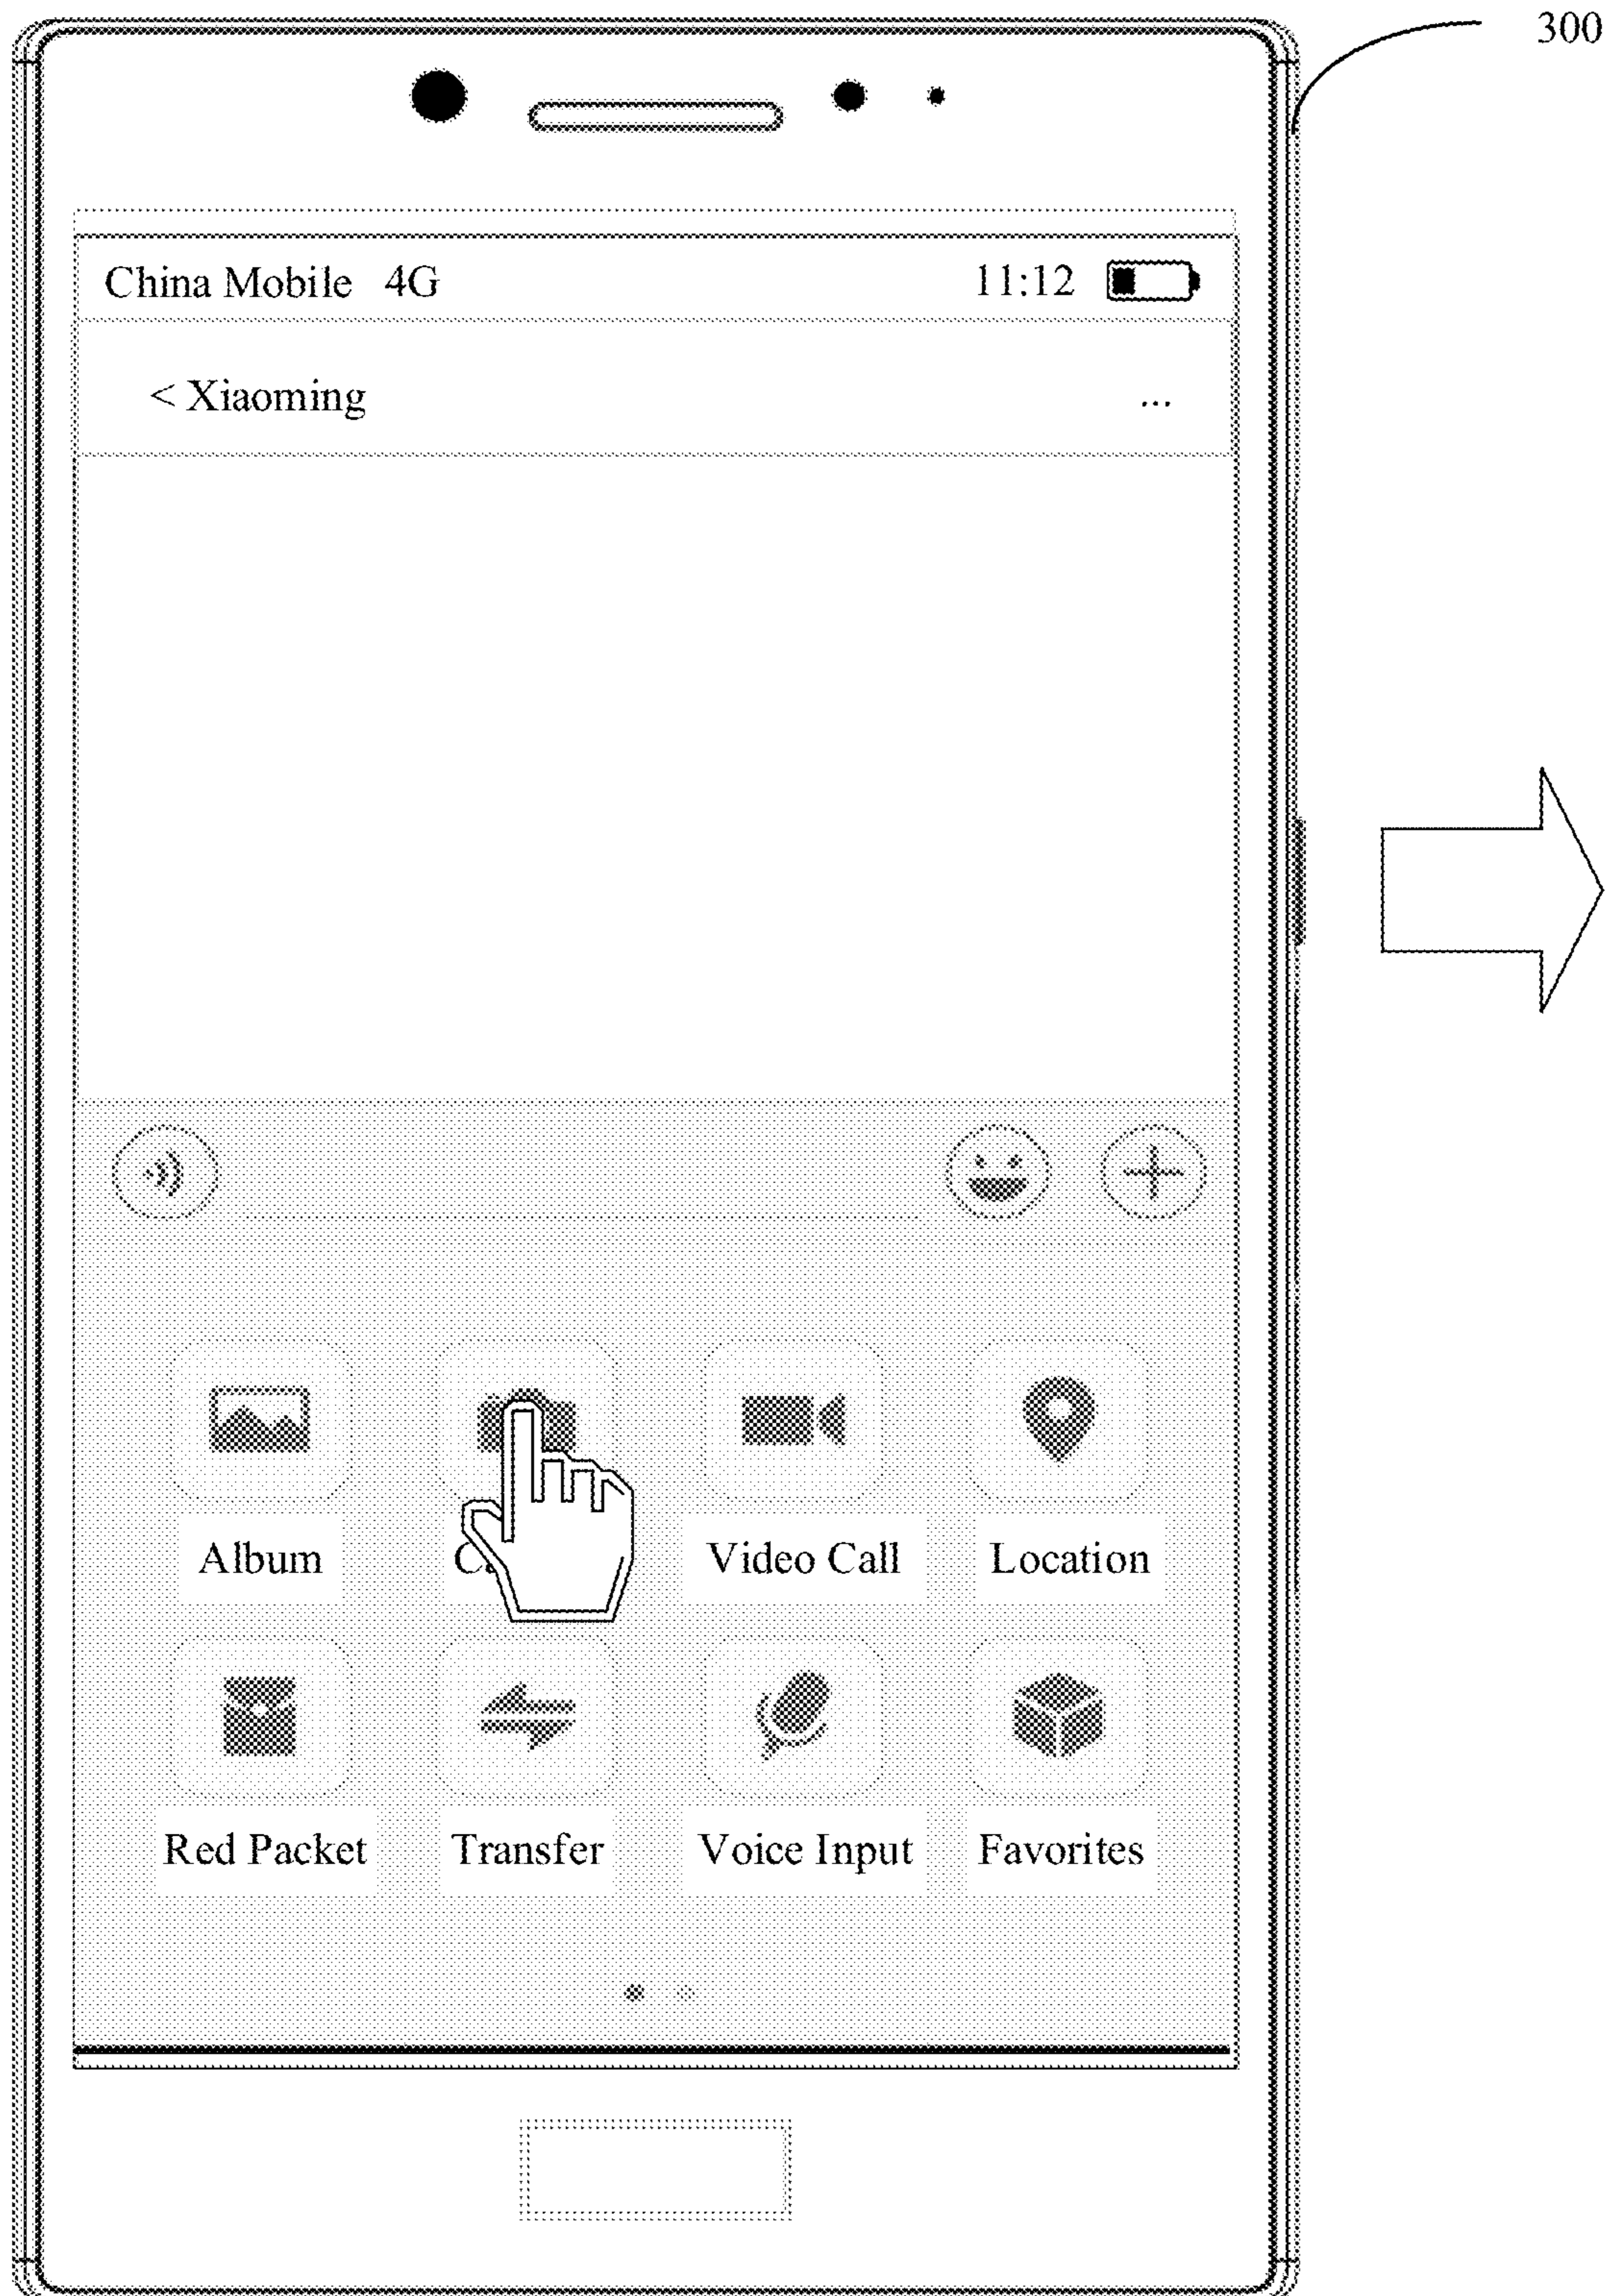 300
China Mobile 4G 11:12
< Xiaoming ...
Album Video Call Location
Red Packet Transfer Voice Input Favorites